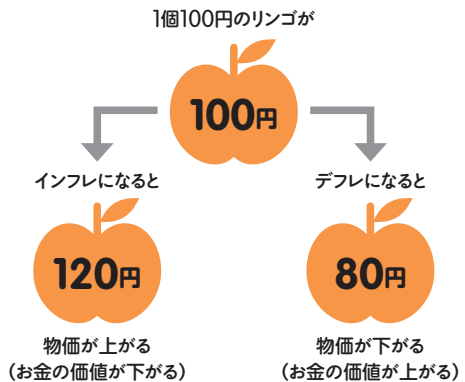 1個100円のリンゴが
100円
インフレになると
デフレになると
120円
80円
物価が上がる
（お金の価値が下がる）
物価が下がる
（お金の価値が上がる）